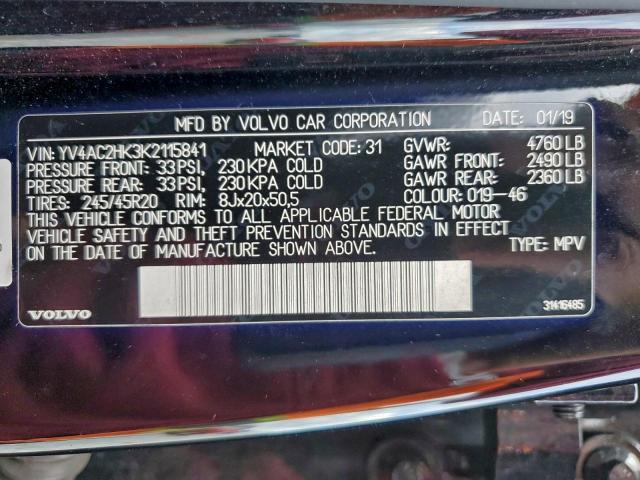 MFD BY VOLVO CAR CORPORATION DATE: 01/19
VIN: YV4AC2HK3K2115841 MARKET CODE: 31 GVWR: 4760 LB
PRESSURE FRONT: 33 PSI, 230 KPA COLD GAWR FRONT: 2490 LB
PRESSURE REAR: 33 PSI, 230 KPA COLD GAWR REAR: 2360 LB
TIRES: 245/45R20 RIM: 8Jx20x50,5 COLOUR: 019-46
THIS VEHICLE CONFORMS TO ALL APPLICABLE FEDERAL MOTOR
VEHICLE SAFETY AND THEFT PREVENTION STANDARDS IN EFFECT
ON THE DATE OF MANUFACTURE SHOWN ABOVE. TYPE: MPV
VOLVO 31416485